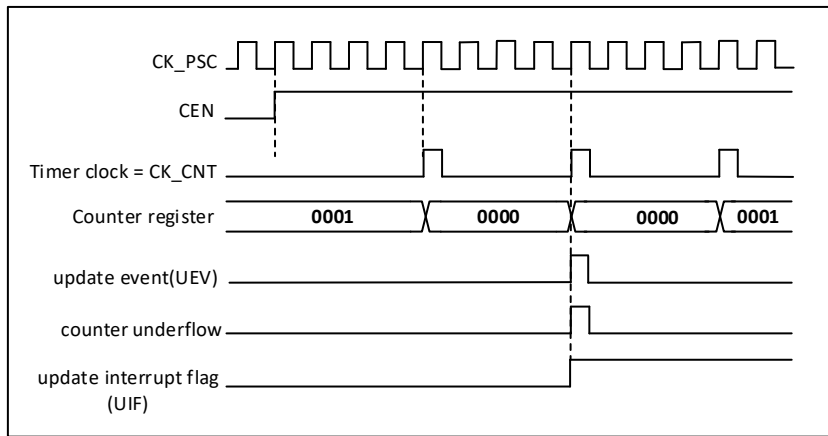 CK_PSC
CEN
Timer clock = CK_CNT
Counter register 0001 0000 0000 0001
update event(UEV)
counter underflow
update interrupt flag
(UIF)